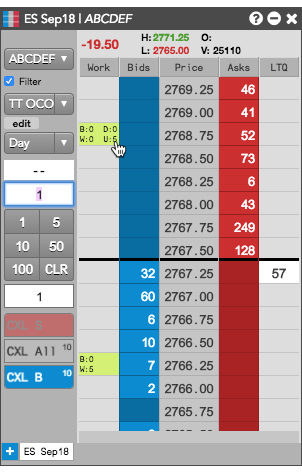 ES Sep18 | ABCDEF
-19.50
H: 2771.25 O:
L: 2765.00 V: 25110
Work Bids Price Asks LTQ
ABCDEF
Filter
TT OCO
edit
Day
--
1
1 5
10 50
100 CLR
1
CXL S
CXL All 10
CXL B 10
2769.25 46
2769.00 41
B:0 D:0
W:0 U:5
2768.75 52
2768.50 73
2768.25 6
2768.00 43
2767.75 249
2767.50 128
32 2767.25 57
60 2767.00
6 2766.75
10 2766.50
B:0
W:5
7 2766.25
2 2766.00
2765.75
+ ES Sep18